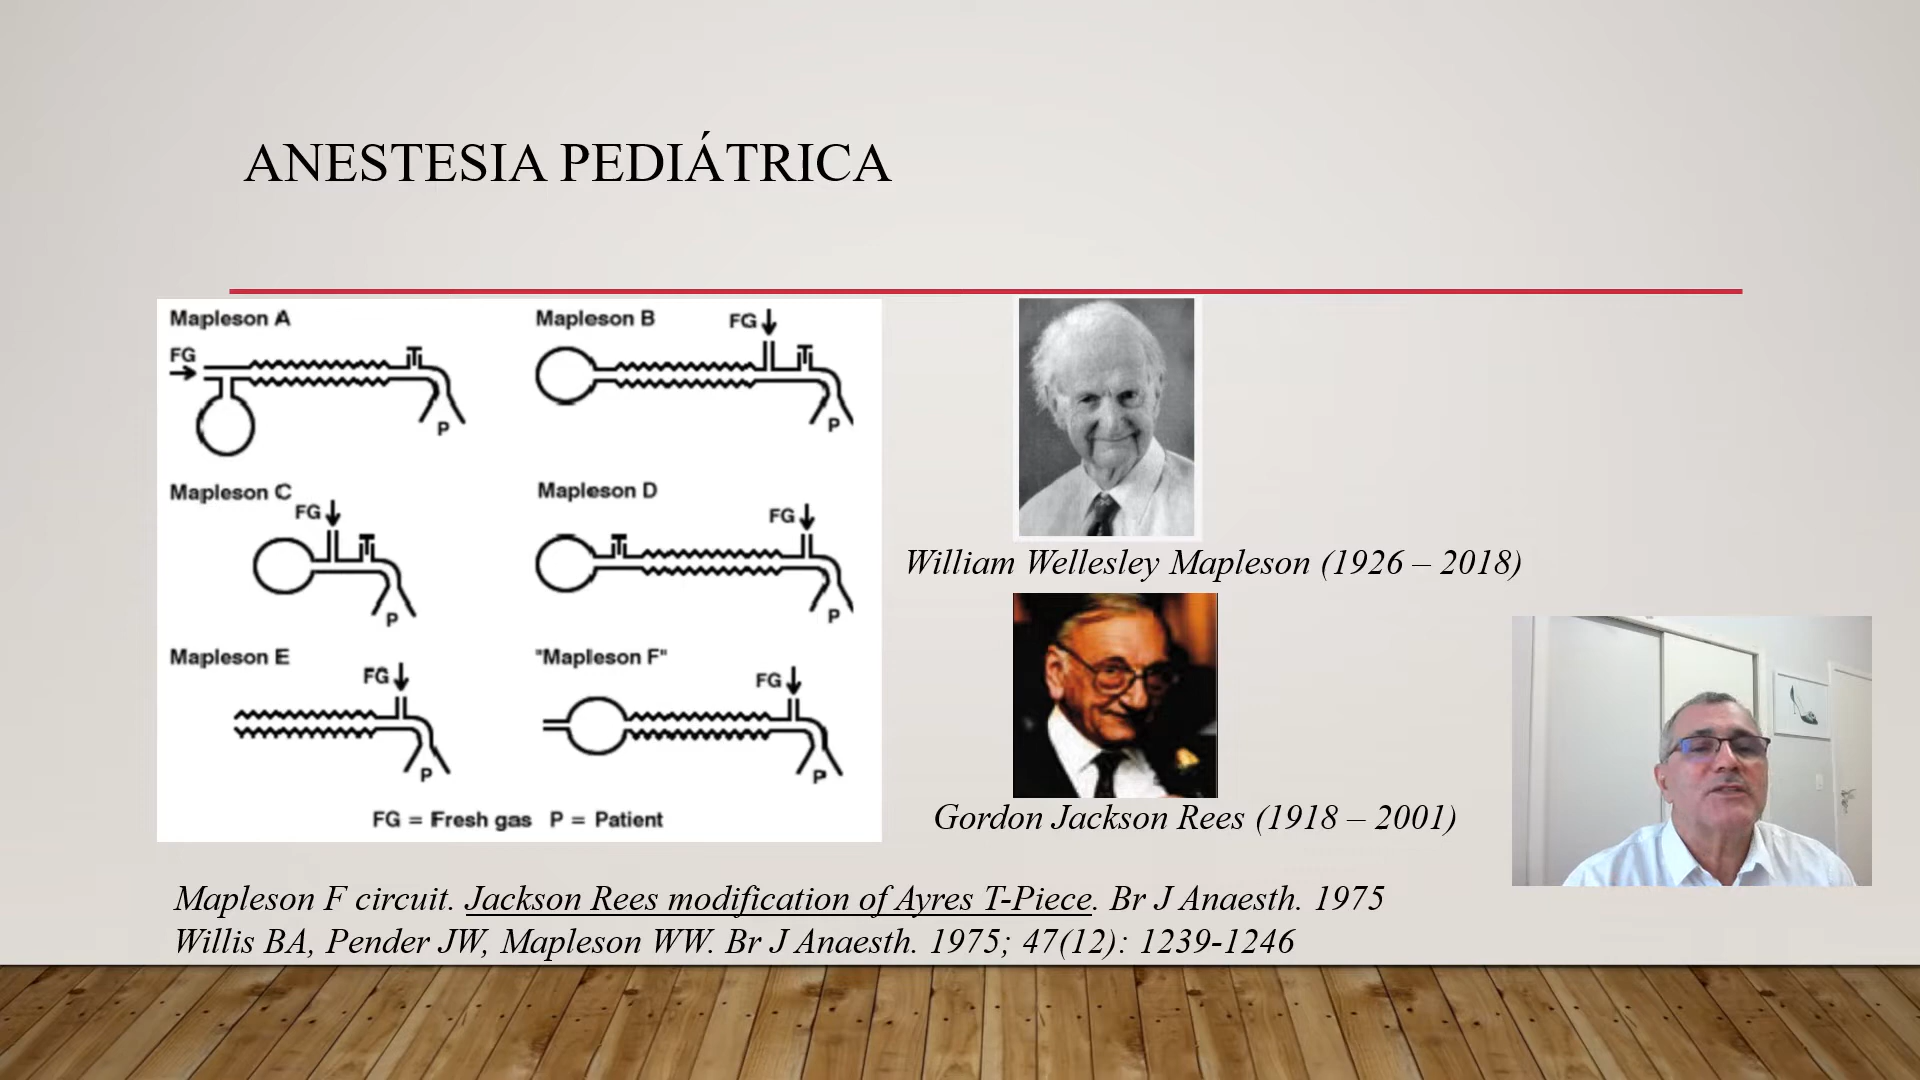 ANESTESIA PEDIÁTRICA
Mapleson A
FG
P
Mapleson B
FG
P
Mapleson C
FG
P
Mapleson D
FG
P
Mapleson E
FG
P
"Mapleson F"
FG
P
FG = Fresh gas P = Patient
William Wellesley Mapleson (1926 – 2018)
Gordon Jackson Rees (1918 – 2001)
Mapleson F circuit. Jackson Rees modification of Ayres T-Piece. Br J Anaesth. 1975
Willis BA, Pender JW, Mapleson WW. Br J Anaesth. 1975; 47(12): 1239-1246